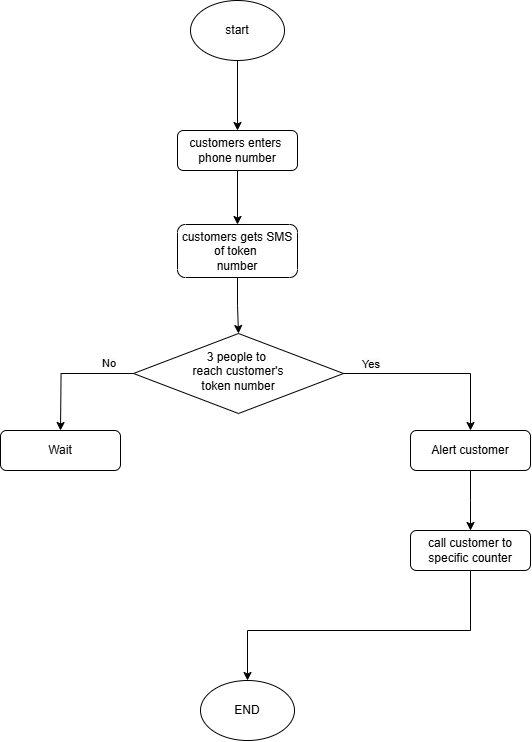 start
customers enters
phone number
customers gets SMS
of token
number
3 people to
reach customer's
token number
No
Yes
Wait
Alert customer
call customer to
specific counter
END